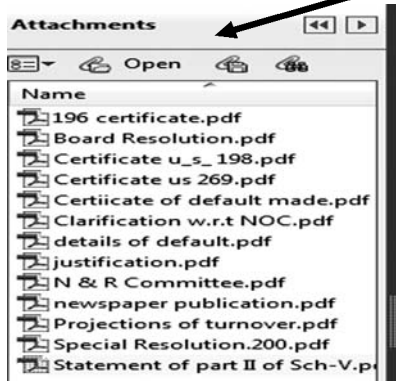 Attachments
Open
Name
196 certificate.pdf
Board Resolution.pdf
Certificate u_s_ 198.pdf
Certificate us 269.pdf
Certiicate of default made.pdf
Clarification w.r.t NOC.pdf
details of default.pdf
justification.pdf
N & R Committee.pdf
newspaper publication.pdf
Projections of turnover.pdf
Special Resolution.200.pdf
Statement of part II of Sch-V.p